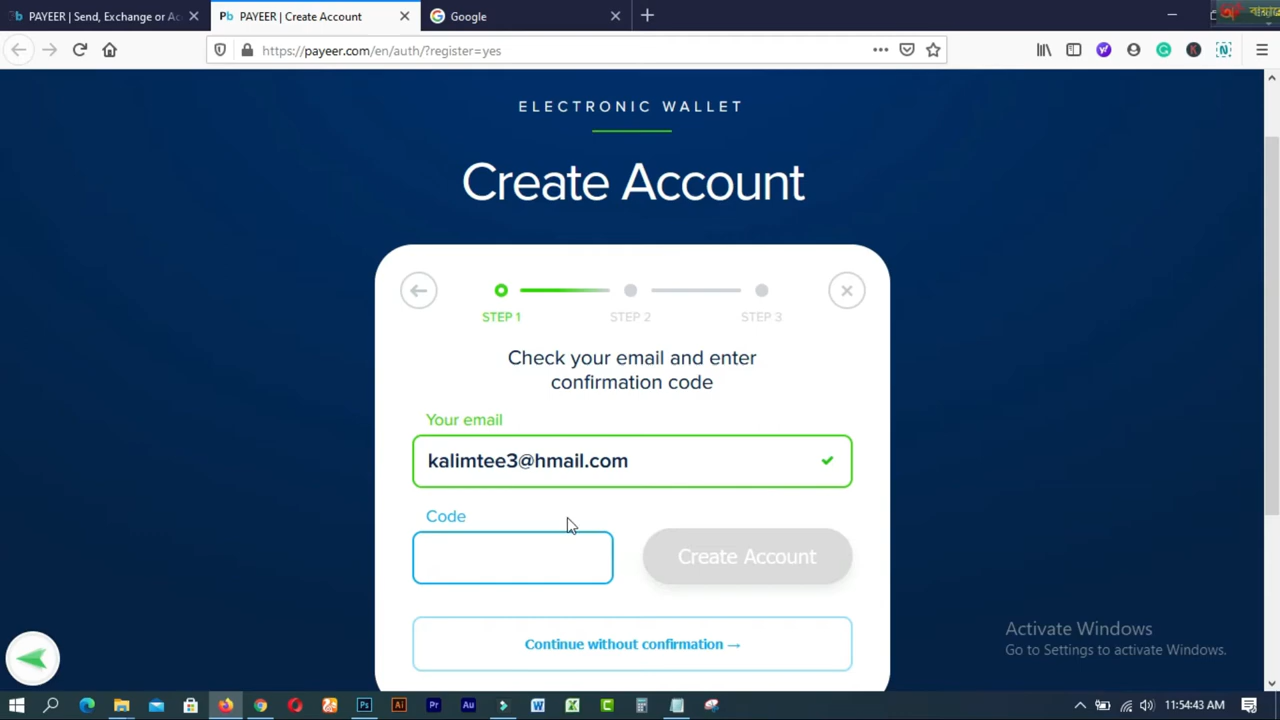 PAYEER | Send, Exchange or Ac
PAYEER | Create Account
Google
https://payeer.com/en/auth/?register=yes
ELECTRONIC WALLET
Create Account
STEP 1
STEP 2
STEP 3
Check your email and enter
confirmation code
Your email
kalimtee3@hmail.com
Code
Create Account
Continue without confirmation →
Activate Windows
Go to Settings to activate Windows.
11:54:43 AM